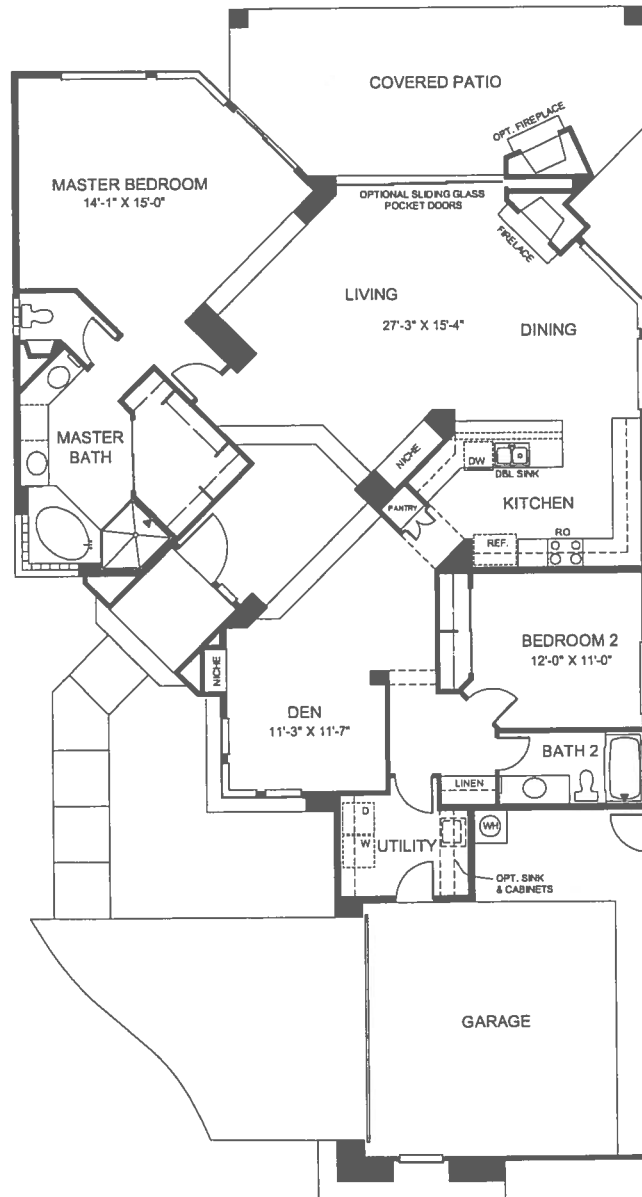 COVERED PATIO
OPT. FIREPLACE
MASTER BEDROOM
14'-1" X 15'-0"
OPTIONAL SLIDING GLASS
POCKET DOORS
FIRELACE
LIVING
27'-3" X 15'-4"
DINING
MASTER
BATH
NICHE
DW
DBL SINK
PANTRY
KITCHEN
REF.
RO
BEDROOM 2
12'-0" X 11'-0"
NICHE
DEN
11'-3" X 11'-7"
BATH 2
LINEN
D
W
UTILITY
WH
OPT. SINK
& CABINETS
GARAGE